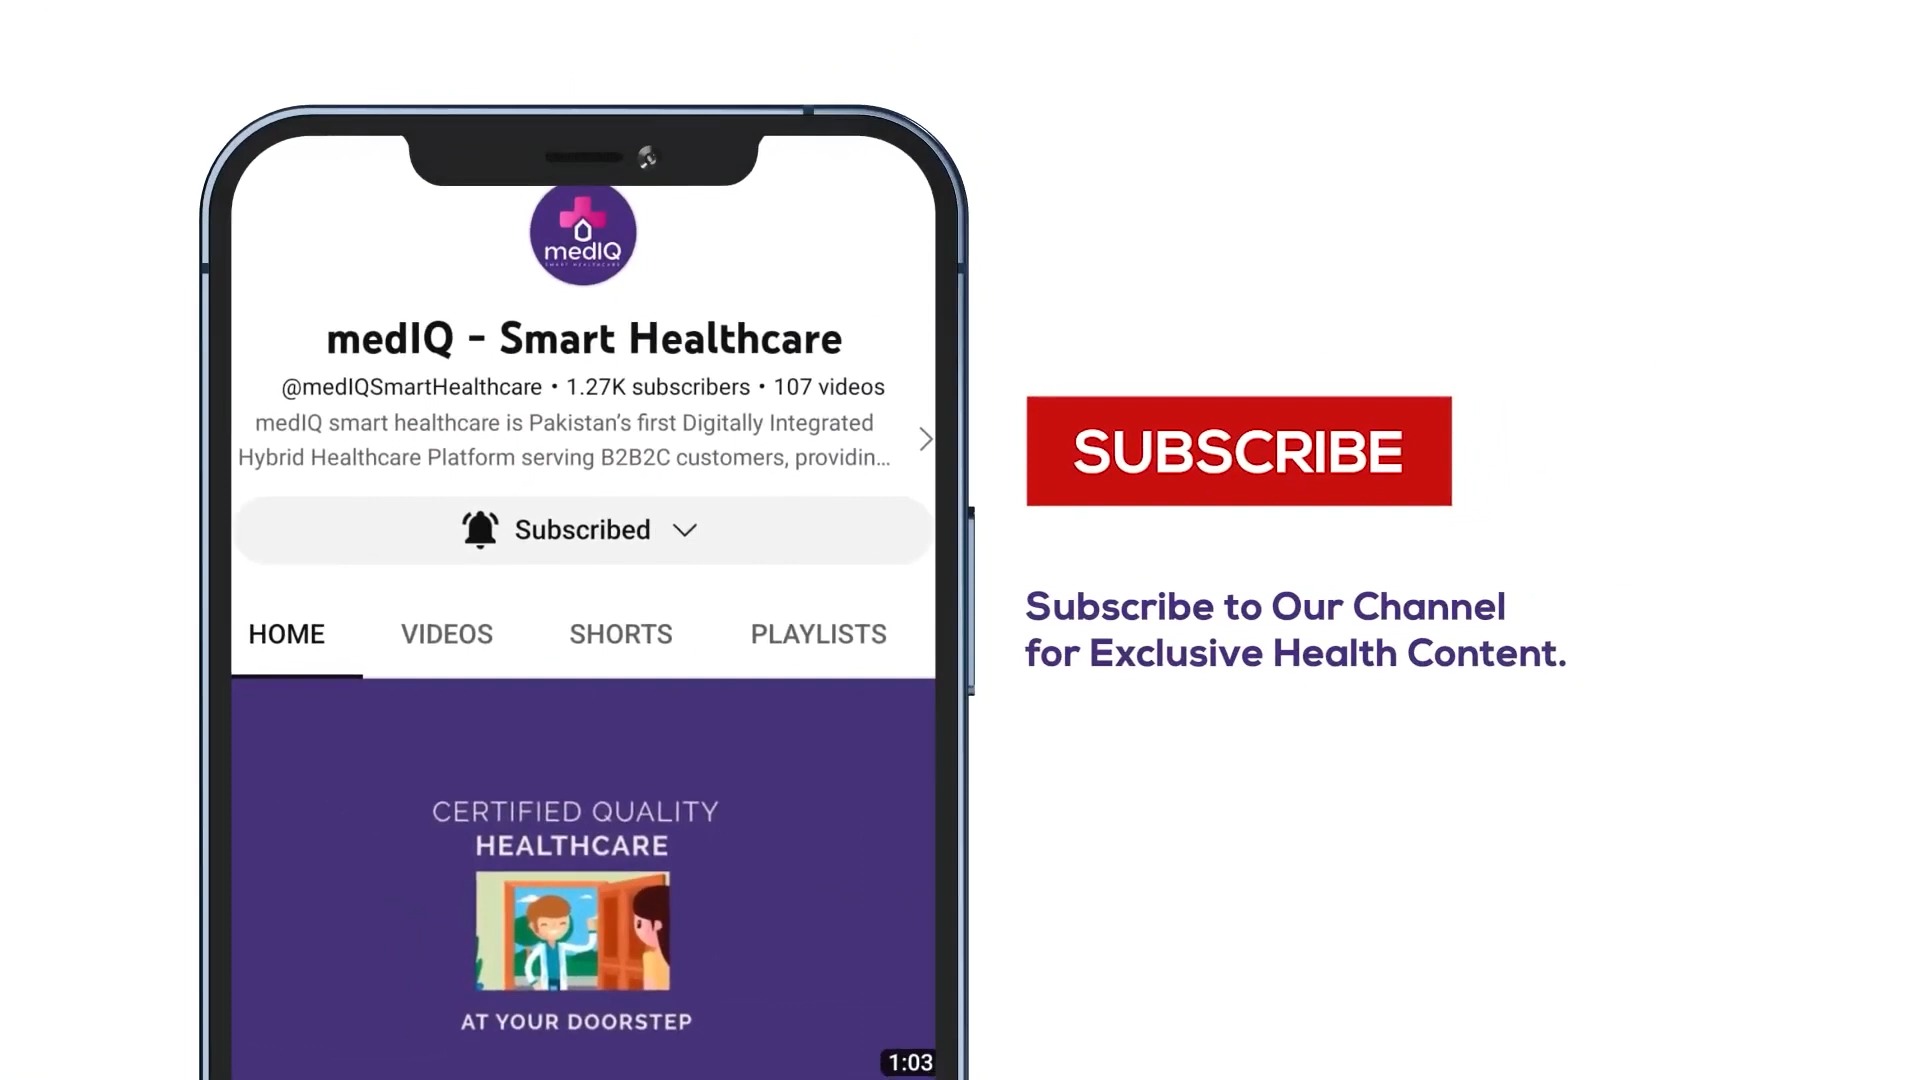 medIQ
SMART HEALTHCARE
medIQ - Smart Healthcare
@medIQSmartHealthcare • 1.27K subscribers • 107 videos
medIQ smart healthcare is Pakistan's first Digitally Integrated
Hybrid Healthcare Platform serving B2B2C customers, providin...
Subscribed
HOME VIDEOS SHORTS PLAYLISTS
CERTIFIED QUALITY
HEALTHCARE
AT YOUR DOORSTEP
1:03
SUBSCRIBE
Subscribe to Our Channel
for Exclusive Health Content.